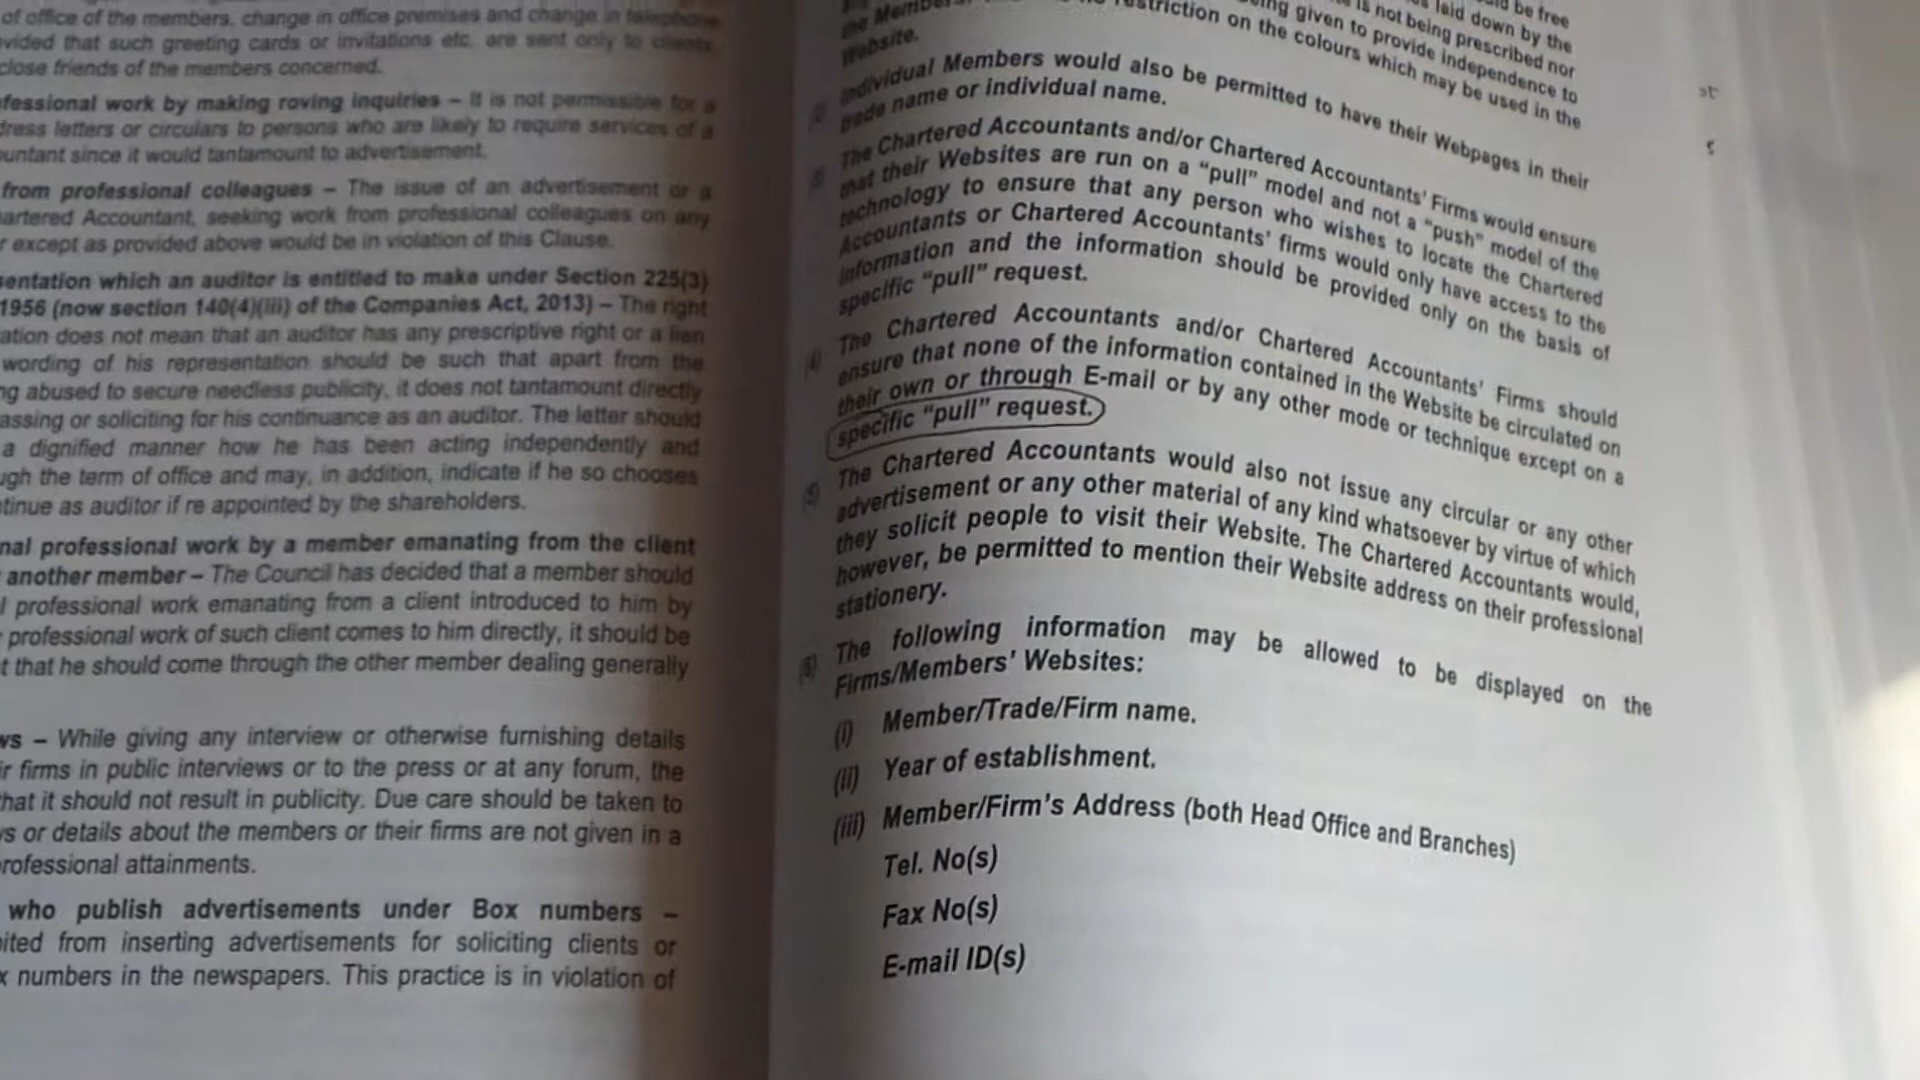 of office of the members, change in office premises and change in telephone
vided that such greeting cards or invitations etc. are sent only to clients,
close friends of the members concerned.
fessional work by making roving inquiries – It is not permissible for a
dress letters or circulars to persons who are likely to require services of a
ountant since it would tantamount to advertisement.
from professional colleagues – The issue of an advertisement or a
artered Accountant, seeking work from professional colleagues on any
r except as provided above would be in violation of this Clause.
sentation which an auditor is entitled to make under Section 225(3)
1956 (now section 140(4)(iii) of the Companies Act, 2013) – The right
ation does not mean that an auditor has any prescriptive right or a lien
wording of his representation should be such that apart from the
ng abused to secure needless publicity, it does not tantamount directly
assing or soliciting for his continuance as an auditor. The letter should
a dignified manner how he has been acting independently and
ugh the term of office and may, in addition, indicate if he so chooses
tinue as auditor if re appointed by the shareholders.
nal professional work by a member emanating from the client
another member – The Council has decided that a member should
l professional work emanating from a client introduced to him by
professional work of such client comes to him directly, it should be
t that he should come through the other member dealing generally
ws – While giving any interview or otherwise furnishing details
ir firms in public interviews or to the press or at any forum, the
hat it should not result in publicity. Due care should be taken to
s or details about the members or their firms are not given in a
rofessional attainments.
who publish advertisements under Box numbers –
ited from inserting advertisements for soliciting clients or
x numbers in the newspapers. This practice is in violation of
be free
laid down by the
is not being prescribed nor
being given to provide independence to
the restriction on the colours which may be used in the
Website.
(2) Individual Members would also be permitted to have their Webpages in their
trade name or individual name.
(3) The Chartered Accountants and/or Chartered Accountants' Firms would ensure
that their Websites are run on a "pull" model and not a "push" model of the
technology to ensure that any person who wishes to locate the Chartered
Accountants or Chartered Accountants' firms would only have access to the
information and the information should be provided only on the basis of
specific "pull" request.
(4) The Chartered Accountants and/or Chartered Accountants' Firms should
ensure that none of the information contained in the Website be circulated on
their own or through E-mail or by any other mode or technique except on a
specific "pull" request.
(5) The Chartered Accountants would also not issue any circular or any other
advertisement or any other material of any kind whatsoever by virtue of which
they solicit people to visit their Website. The Chartered Accountants would,
however, be permitted to mention their Website address on their professional
stationery.
(6) The following information may be allowed to be displayed on the
Firms/Members' Websites:
(i) Member/Trade/Firm name.
(ii) Year of establishment.
(iii) Member/Firm's Address (both Head Office and Branches)
Tel. No(s)
Fax No(s)
E-mail ID(s)